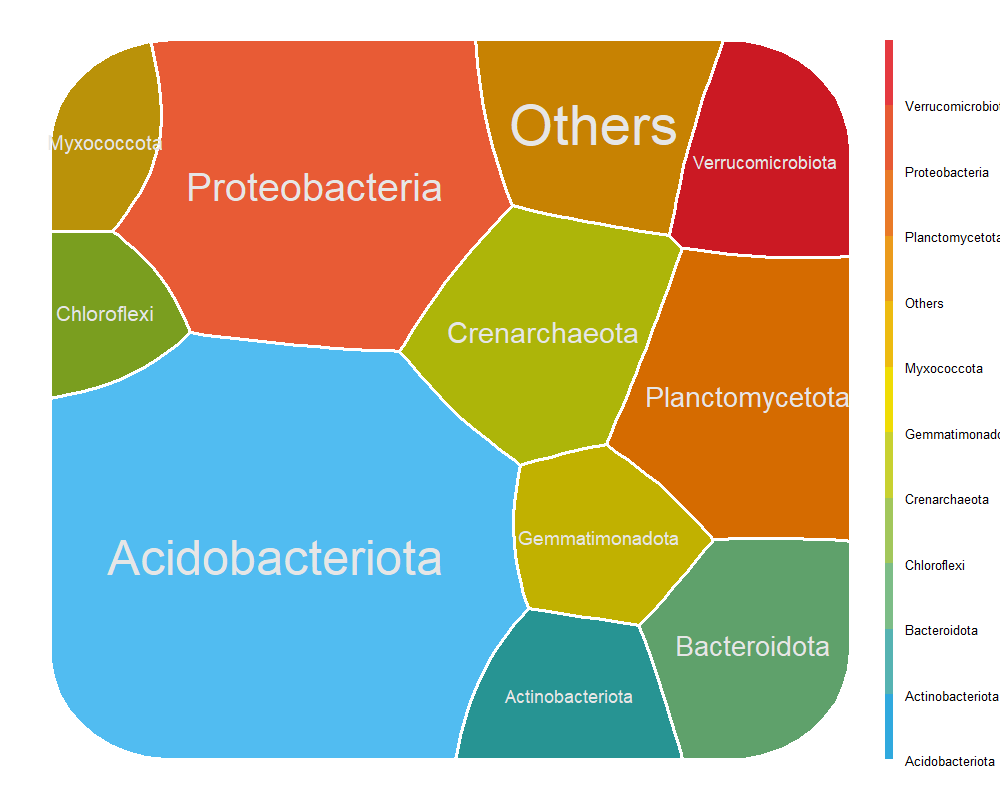 Myxococcota
Proteobacteria
Others
Verrucomicrobiota
Chloroflexi
Crenarchaeota
Planctomycetota
Acidobacteriota
Gemmatimonadota
Bacteroidota
Actinobacteriota
Verrucomicrobiot
Proteobacteria
Planctomycetota
Others
Myxococcota
Gemmatimonado
Crenarchaeota
Chloroflexi
Bacteroidota
Actinobacteriota
Acidobacteriota